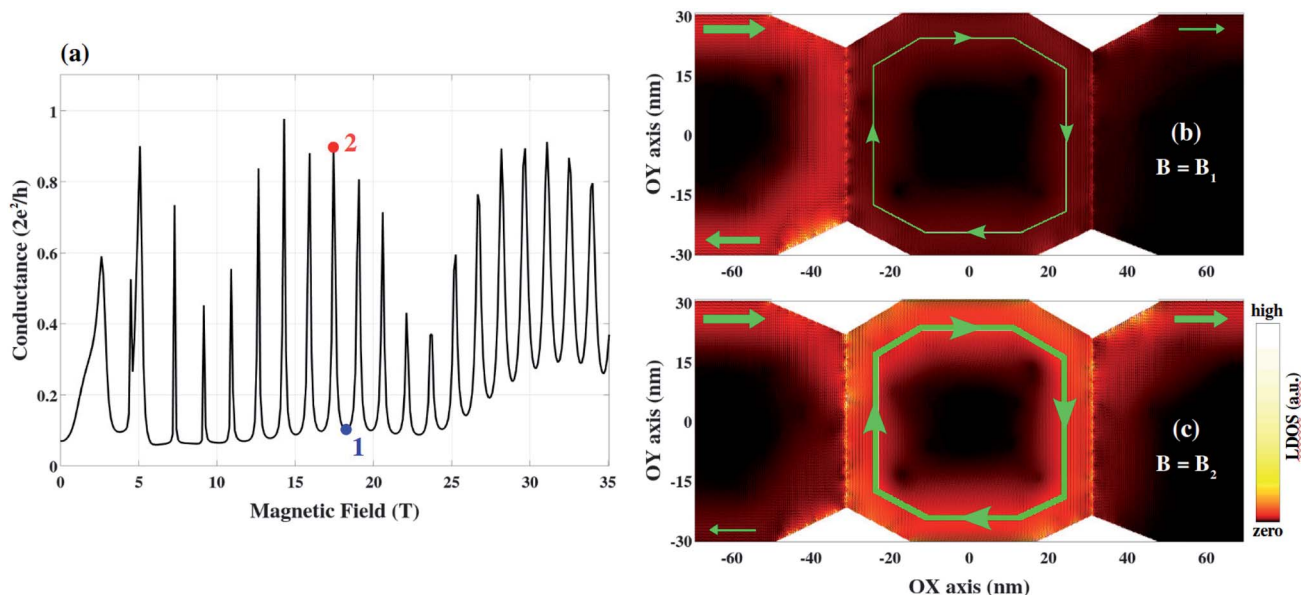 (a)
Conductance (2e²/h)
1
0.8
0.6
0.4
0.2
0
2
1
0 5 10 15 20 25 30 35
Magnetic Field (T)
OY axis (nm)
30
15
0
-15
-30
(b)
B = B₁
-60 -40 -20 0 20 40 60
OY axis (nm)
30
15
0
-15
-30
(c)
B = B₂
-60 -40 -20 0 20 40 60
OX axis (nm)
high
LDOS (a.u.)
zero